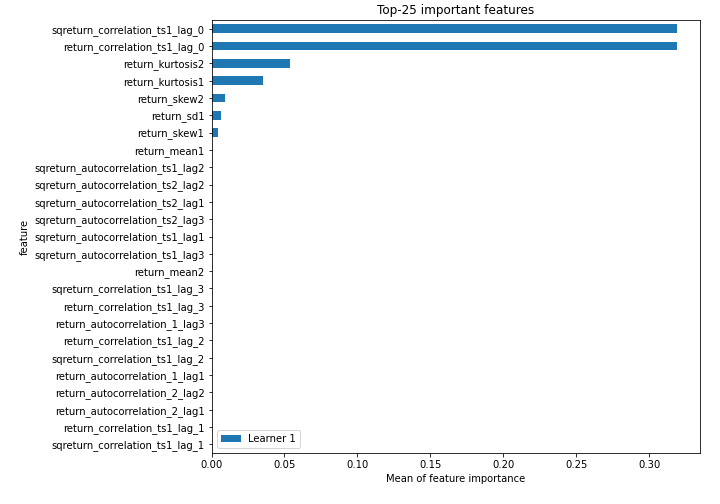 Top-25 important features
sqreturn_correlation_ts1_lag_0
return_correlation_ts1_lag_0
return_kurtosis2
return_kurtosis1
return_skew2
return_sd1
return_skew1
return_mean1
sqreturn_autocorrelation_ts1_lag2
sqreturn_autocorrelation_ts2_lag2
sqreturn_autocorrelation_ts2_lag1
sqreturn_autocorrelation_ts2_lag3
sqreturn_autocorrelation_ts1_lag1
sqreturn_autocorrelation_ts1_lag3
return_mean2
sqreturn_correlation_ts1_lag_3
return_correlation_ts1_lag_3
return_autocorrelation_1_lag3
return_correlation_ts1_lag_2
sqreturn_correlation_ts1_lag_2
return_autocorrelation_1_lag1
return_autocorrelation_2_lag2
return_autocorrelation_2_lag1
return_correlation_ts1_lag_1
sqreturn_correlation_ts1_lag_1
feature
Learner 1
0.00 0.05 0.10 0.15 0.20 0.25 0.30
Mean of feature importance